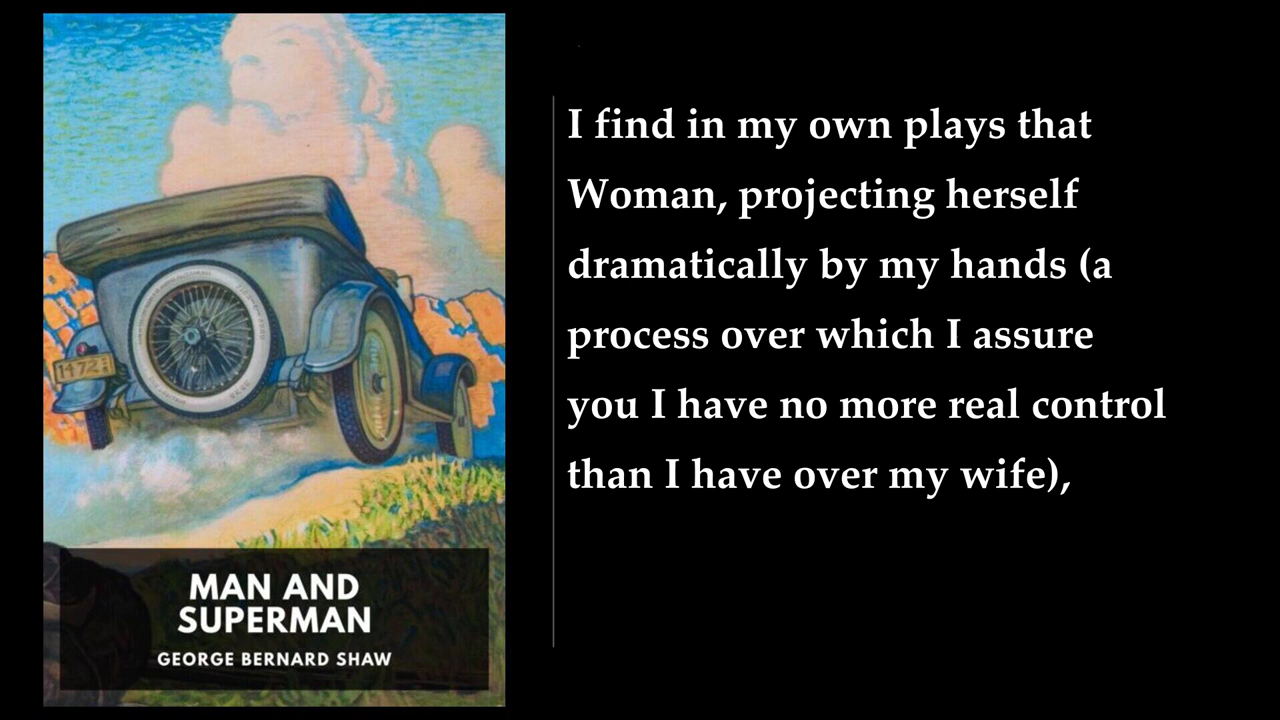 I find in my own plays that
Woman, projecting herself
dramatically by my hands (a
process over which I assure
you I have no more real control
than I have over my wife),
1472
MAN AND
SUPERMAN
GEORGE BERNARD SHAW